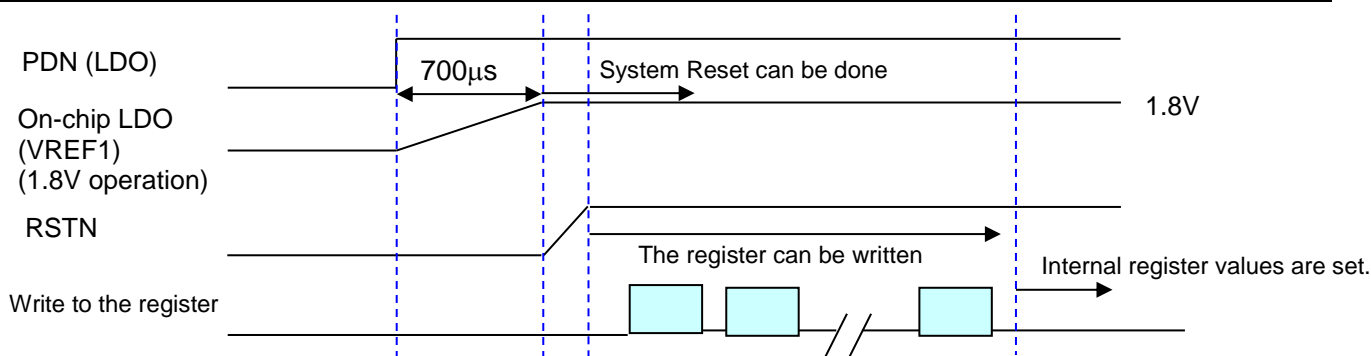 PDN (LDO)
700μs
System Reset can be done
On-chip LDO
(VREF1)
(1.8V operation)
1.8V
RSTN
The register can be written
Internal register values are set.
Write to the register